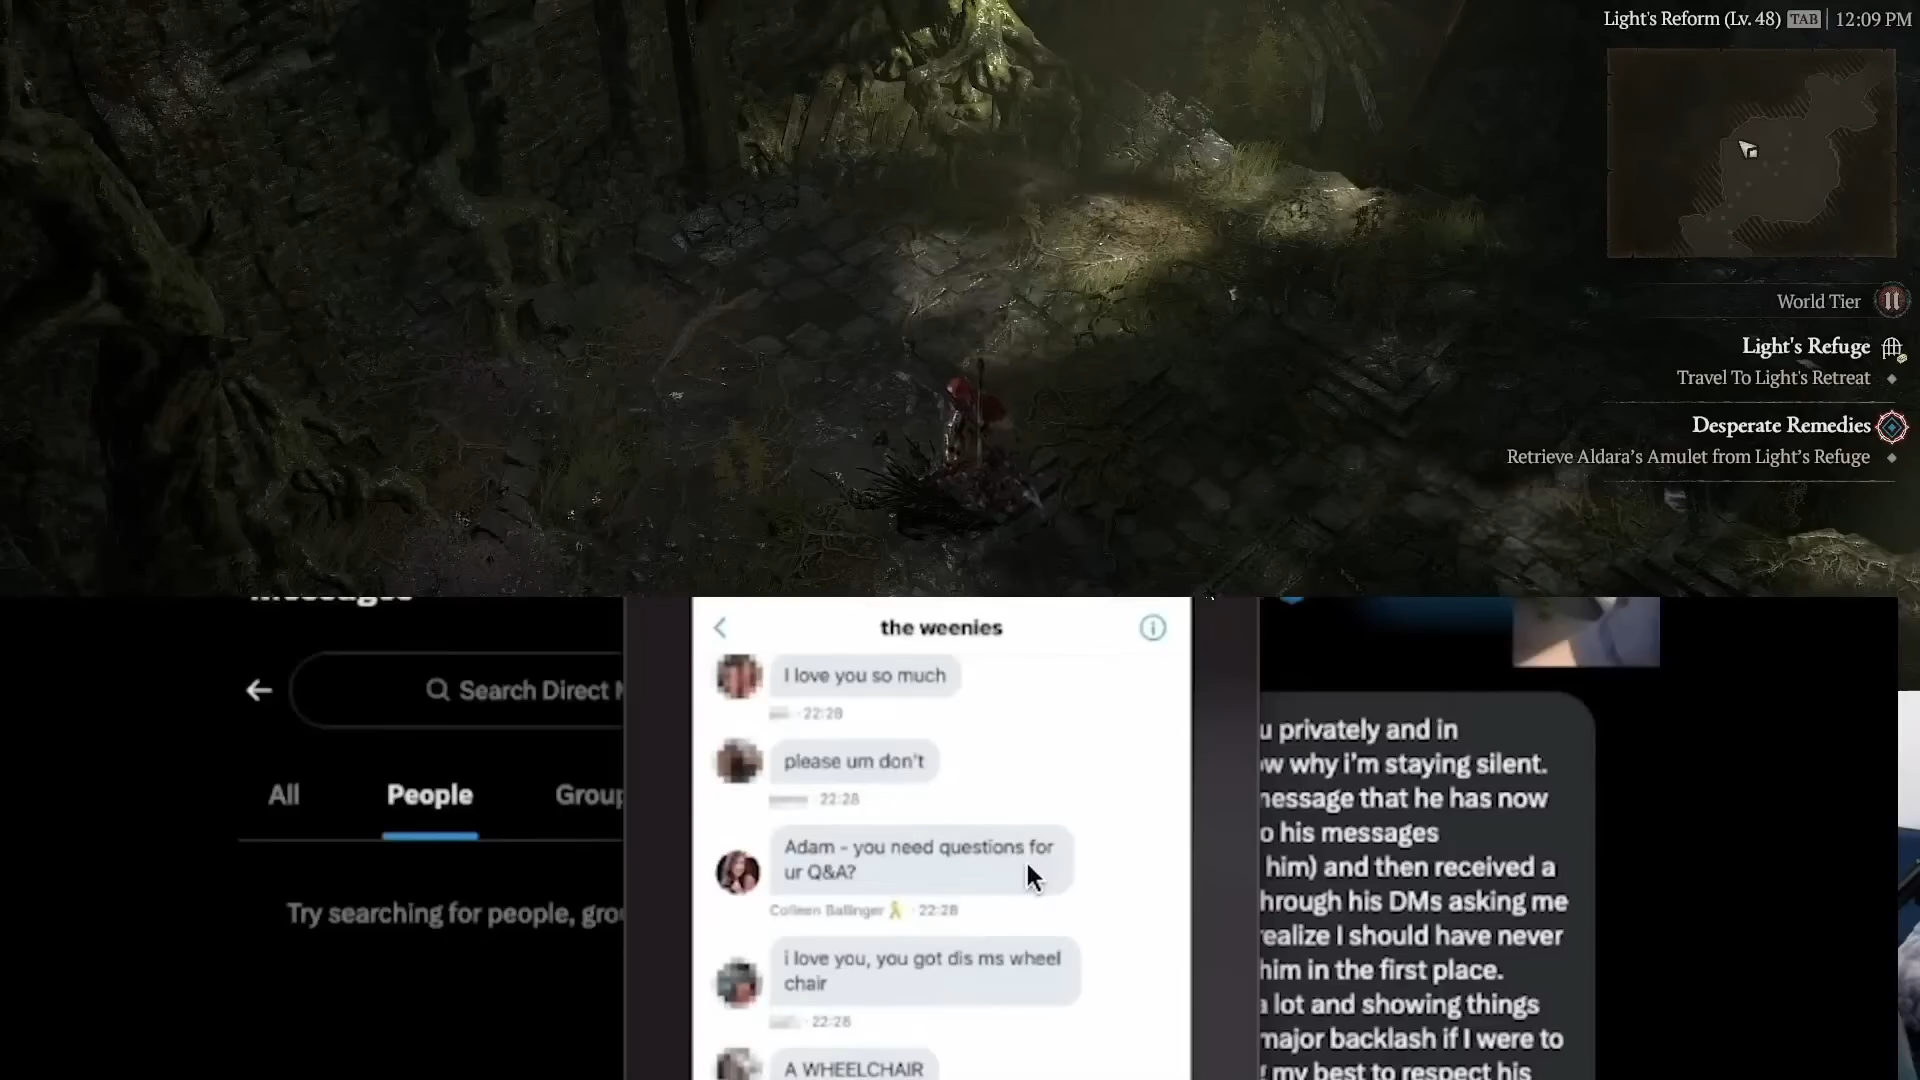 Light's Reform (Lv. 48) TAB 12:09 PM
World Tier II
Light's Refuge
Travel To Light's Retreat
Desperate Remedies
Retrieve Aldara's Amulet from Light's Refuge
Search Direct
All People
Try searching for people,
the weenies
I love you so much
22:28
please um don't
22:28
Adam - you need questions for
ur Q&A?
Colleen Ballinger 22:28
i love you, you got dis ms wheel
chair
22:28
A WHEELCHAIR
privately and in
why i'm staying silent.
that he has now
his messages
him) and then received a
his DMs asking me
I should have never
him in the first place.
a lot and showing things
major backlash if I were to
my best to respect his